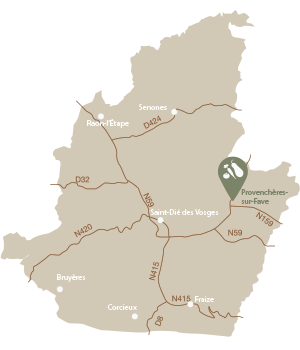 Senones
Raon-l'Étape
D424
D32
N59
Provenchères-
sur-Fave
Saint-Dié des Vosges
N159
N420
N59
N415
Bruyères
N415
Fraize
Corcieux
D8